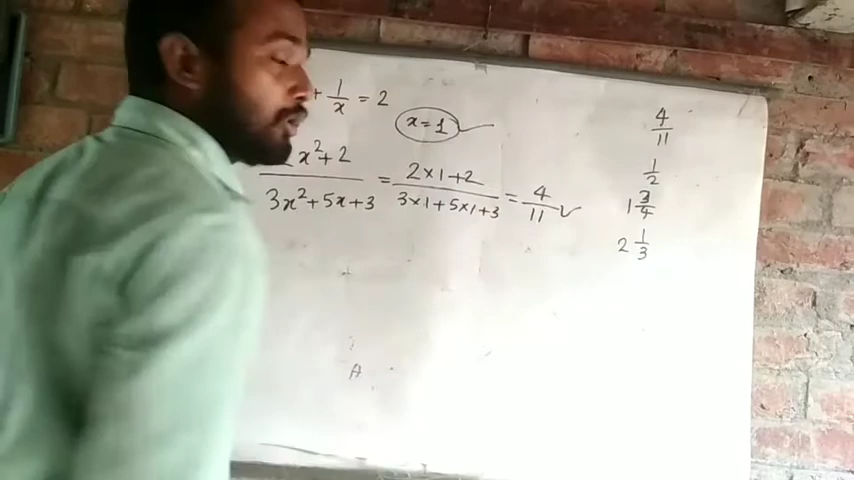 + 1/x = 2
x = 1
x² + 2 / 3x² + 5x + 3 = 2 × 1 + 2 / 3 × 1 + 5 × 1 + 3 = 4/11
4/11
1/2
1 3/4
2 1/3
A